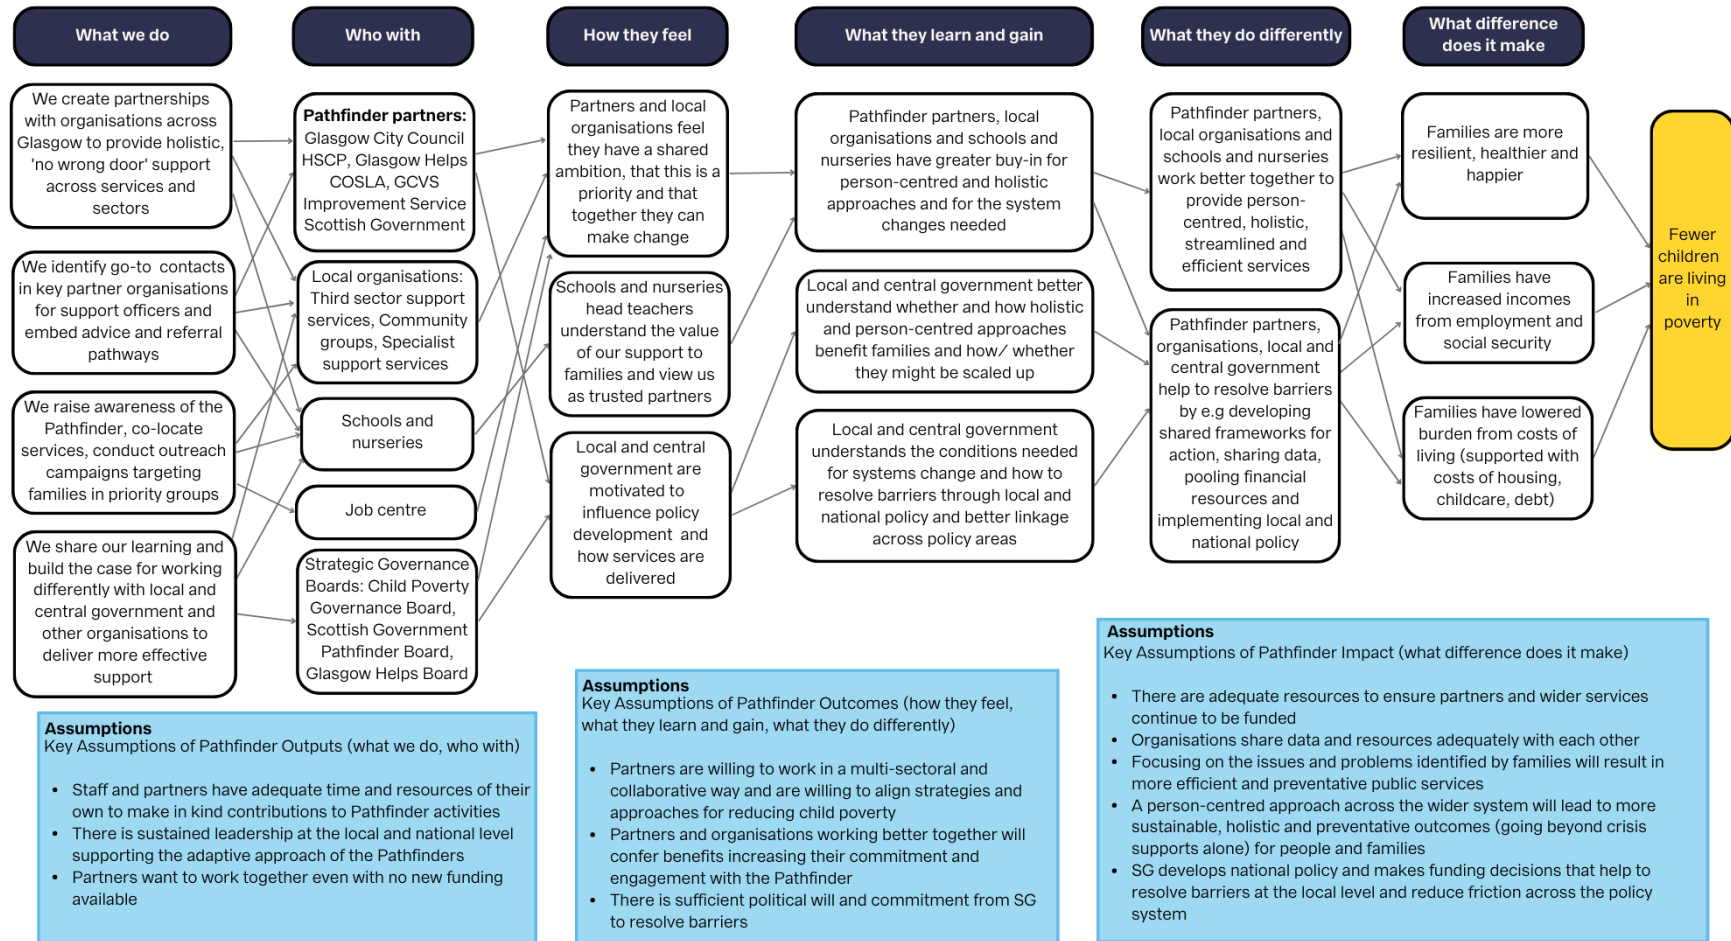 What we do
Who with
How they feel
What they learn and gain
What they do differently
What difference
does it make
We create partnerships
with organisations across
Glasgow to provide holistic,
'no wrong door' support
across services and
sectors
We identify go-to contacts
in key partner organisations
for support officers and
embed advice and referral
pathways
We raise awareness of the
Pathfinder, co-locate
services, conduct outreach
campaigns targeting
families in priority groups
We share our learning and
build the case for working
differently with local and
central government and
other organisations to
deliver more effective
support
Pathfinder partners:
Glasgow City Council
HSCP, Glasgow Helps
COSLA, GCVS
Improvement Service
Scottish Government
Local organisations:
Third sector support
services, Community
groups, Specialist
support services
Schools and
nurseries
Job centre
Strategic Governance
Boards: Child Poverty
Governance Board,
Scottish Government
Pathfinder Board,
Glasgow Helps Board
Partners and local
organisations feel
they have a shared
ambition, that this is a
priority and that
together they can
make change
Schools and nurseries
head teachers
understand the value
of our support to
families and view us
as trusted partners
Local and central
government are
motivated to
influence policy
development and
how services are
delivered
Pathfinder partners, local
organisations and schools and
nurseries have greater buy-in for
person-centred and holistic
approaches and for the system
changes needed
Local and central government better
understand whether and how holistic
and person-centred approaches
benefit families and how/ whether
they might be scaled up
Local and central government
understands the conditions needed
for systems change and how to
resolve barriers through local and
national policy and better linkage
across policy areas
Pathfinder partners,
local organisations and
schools and nurseries
work better together to
provide person-
centred, holistic,
streamlined and
efficient services
Pathfinder partners,
organisations, local and
central government
help to resolve barriers
by e.g developing
shared frameworks for
action, sharing data,
pooling financial
resources and
implementing local and
national policy
Families are more
resilient, healthier and
happier
Families have
increased incomes
from employment and
social security
Families have lowered
burden from costs of
living (supported with
costs of housing,
childcare, debt)
Fewer
children
are living
in
poverty
Assumptions
Key Assumptions of Pathfinder Outputs (what we do, who with)
• Staff and partners have adequate time and resources of their
own to make in kind contributions to Pathfinder activities
• There is sustained leadership at the local and national level
supporting the adaptive approach of the Pathfinders
• Partners want to work together even with no new funding
available
Assumptions
Key Assumptions of Pathfinder Outcomes (how they feel,
what they learn and gain, what they do differently)
• Partners are willing to work in a multi-sectoral and
collaborative way and are willing to align strategies and
approaches for reducing child poverty
• Partners and organisations working better together will
confer benefits increasing their commitment and
engagement with the Pathfinder
• There is sufficient political will and commitment from SG
to resolve barriers
Assumptions
Key Assumptions of Pathfinder Impact (what difference does it make)
• There are adequate resources to ensure partners and wider services
continue to be funded
• Organisations share data and resources adequately with each other
• Focusing on the issues and problems identified by families will result in
more efficient and preventative public services
• A person-centred approach across the wider system will lead to more
sustainable, holistic and preventative outcomes (going beyond crisis
supports alone) for people and families
• SG develops national policy and makes funding decisions that help to
resolve barriers at the local level and reduce friction across the policy
system